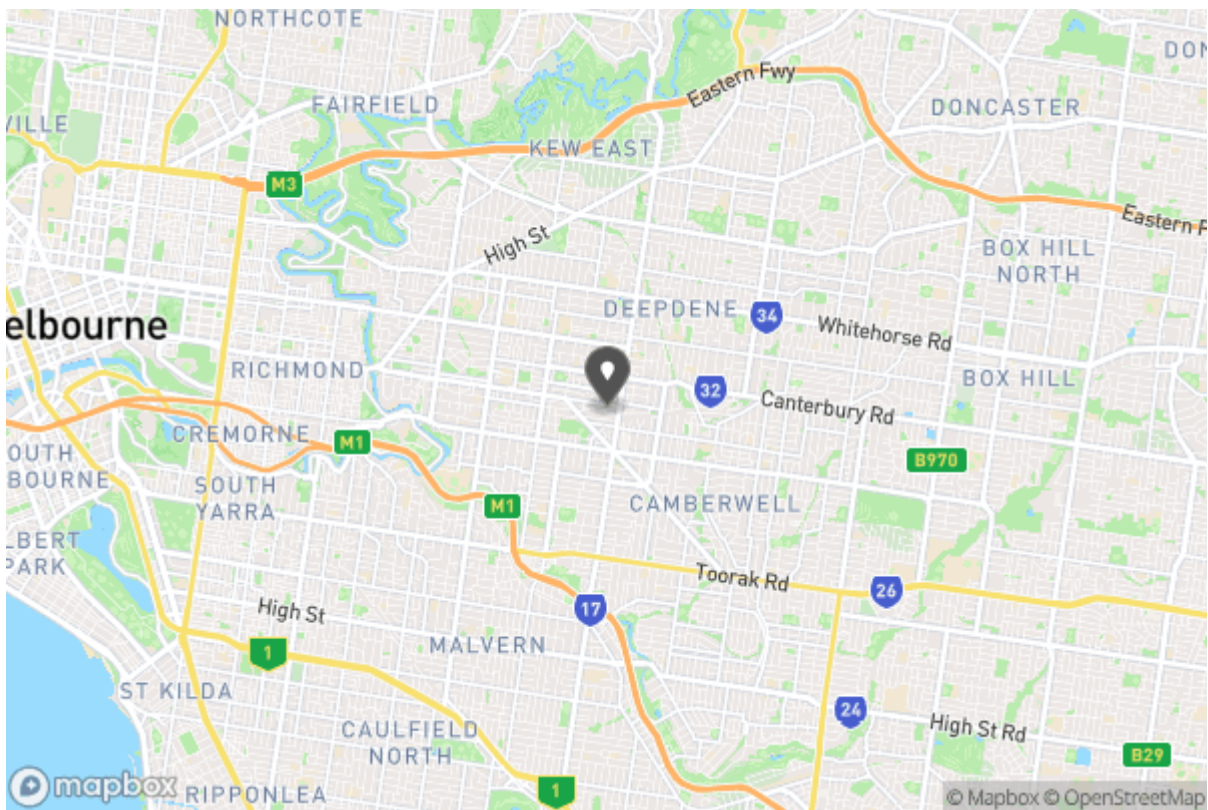 NORTHCOTE
DON
FAIRFIELD
Eastern Fwy
DONCASTER
VILLE
KEW EAST
M3
Eastern F
High St
BOX HILL
NORTH
DEEPDENE
34
Whitehorse Rd
elbourne
RICHMOND
BOX HILL
32
Canterbury Rd
CREMORNE
M1
B970
OUTH
BOURNE
SOUTH
YARRA
M1
CAMBERWELL
LBERT
PARK
Toorak Rd
26
High St
17
1
MALVERN
ST KILDA
24
High St Rd
CAULFIELD
NORTH
B29
mapbox
RIPPONLEA
1
© Mapbox © OpenStreetMap